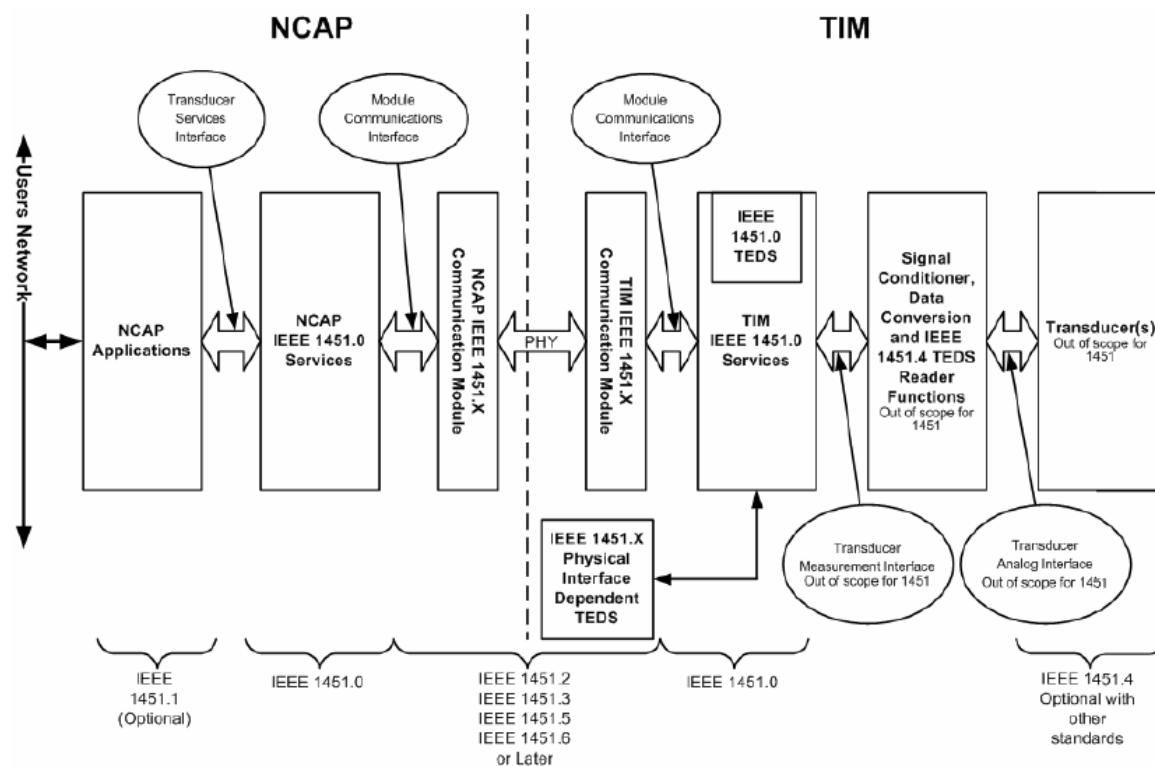 NCAP
TIM
Transducer
Services
Interface
Module
Communications
Interface
Module
Communications
Interface
Users Network
NCAP
Applications
NCAP
IEEE 1451.0
Services
NCAP IEEE 1451.X
Communication Module
PHY
TIM IEEE 1451.X
Communication Module
IEEE
1451.0
TEDS
TIM
IEEE 1451.0
Services
Signal
Conditioner,
Data
Conversion
and IEEE
1451.4 TEDS
Reader
Functions
Out of scope for
1451
Transducer(s)
Out of scope for
1451
IEEE 1451.X
Physical
Interface
Dependent
TEDS
Transducer
Measurement Interface
Out of scope for 1451
Transducer
Analog Interface
Out of scope for 1451
IEEE
1451.1
(Optional)
IEEE 1451.0
IEEE 1451.2
IEEE 1451.3
IEEE 1451.5
IEEE 1451.6
or Later
IEEE 1451.0
IEEE 1451.4
Optional with
other
standards